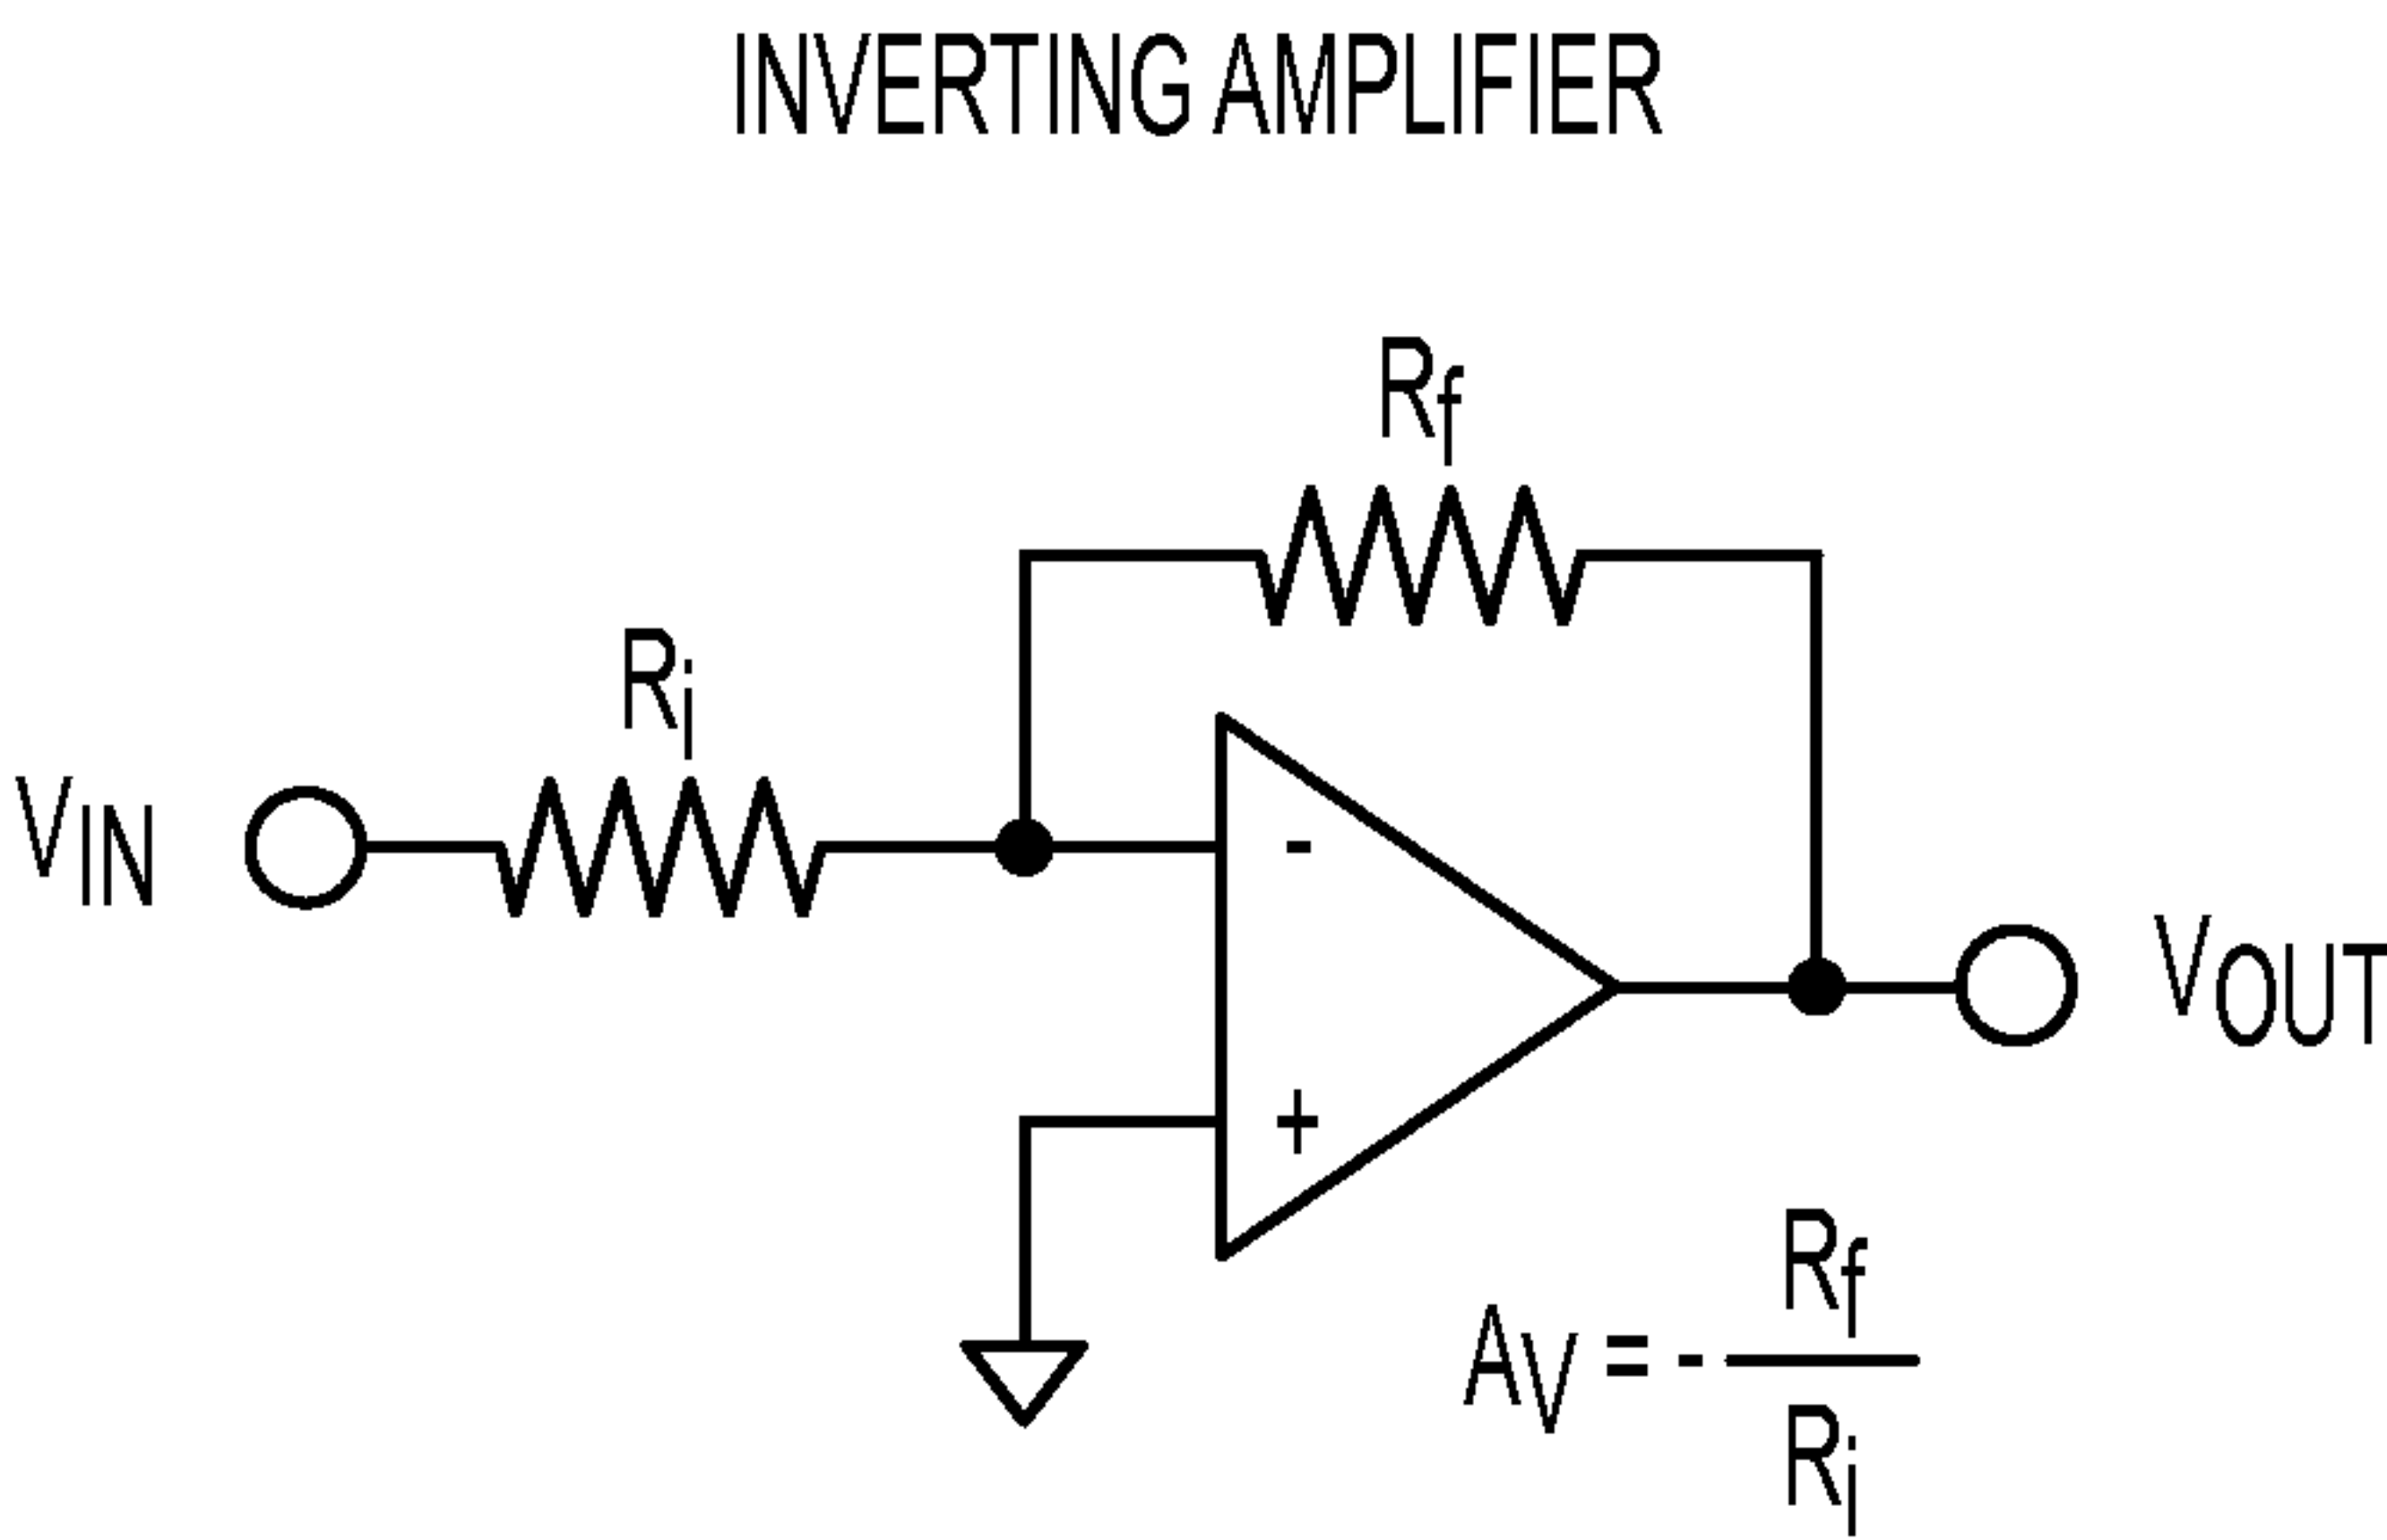 INVERTING AMPLIFIER
Rf
Ri
VIN
-
VOUT
+
Rf
AV = -
Ri